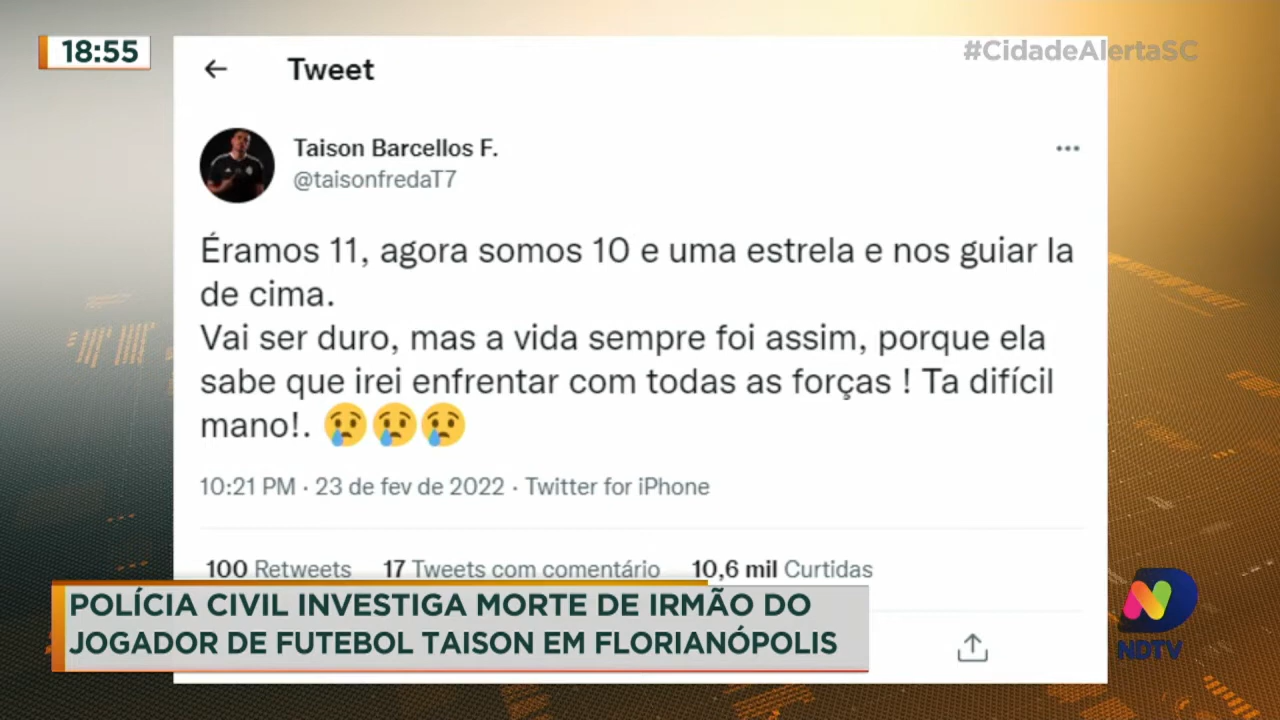 18:55
#CidadeAlertaSC
Tweet
Taison Barcellos F.
@taisonfredaT7
Éramos 11, agora somos 10 e uma estrela e nos guiar la
de cima.
Vai ser duro, mas a vida sempre foi assim, porque ela
sabe que irei enfrentar com todas as forças ! Ta difícil
mano!. 😢😢😢
10:21 PM · 23 de fev de 2022 · Twitter for iPhone
100 Retweets 17 Tweets com comentário 10,6 mil Curtidas
POLÍCIA CIVIL INVESTIGA MORTE DE IRMÃO DO
JOGADOR DE FUTEBOL TAISON EM FLORIANÓPOLIS
NDTV